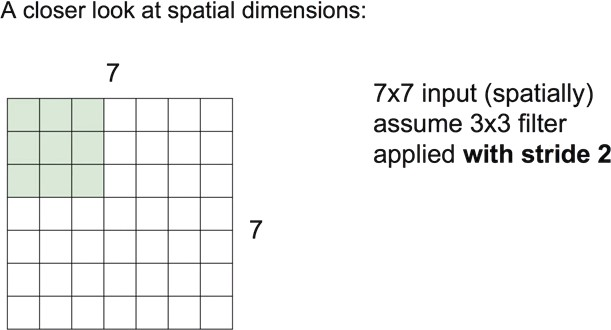 A closer look at spatial dimensions:
7
7x7 input (spatially)
assume 3x3 filter
applied with stride 2
7